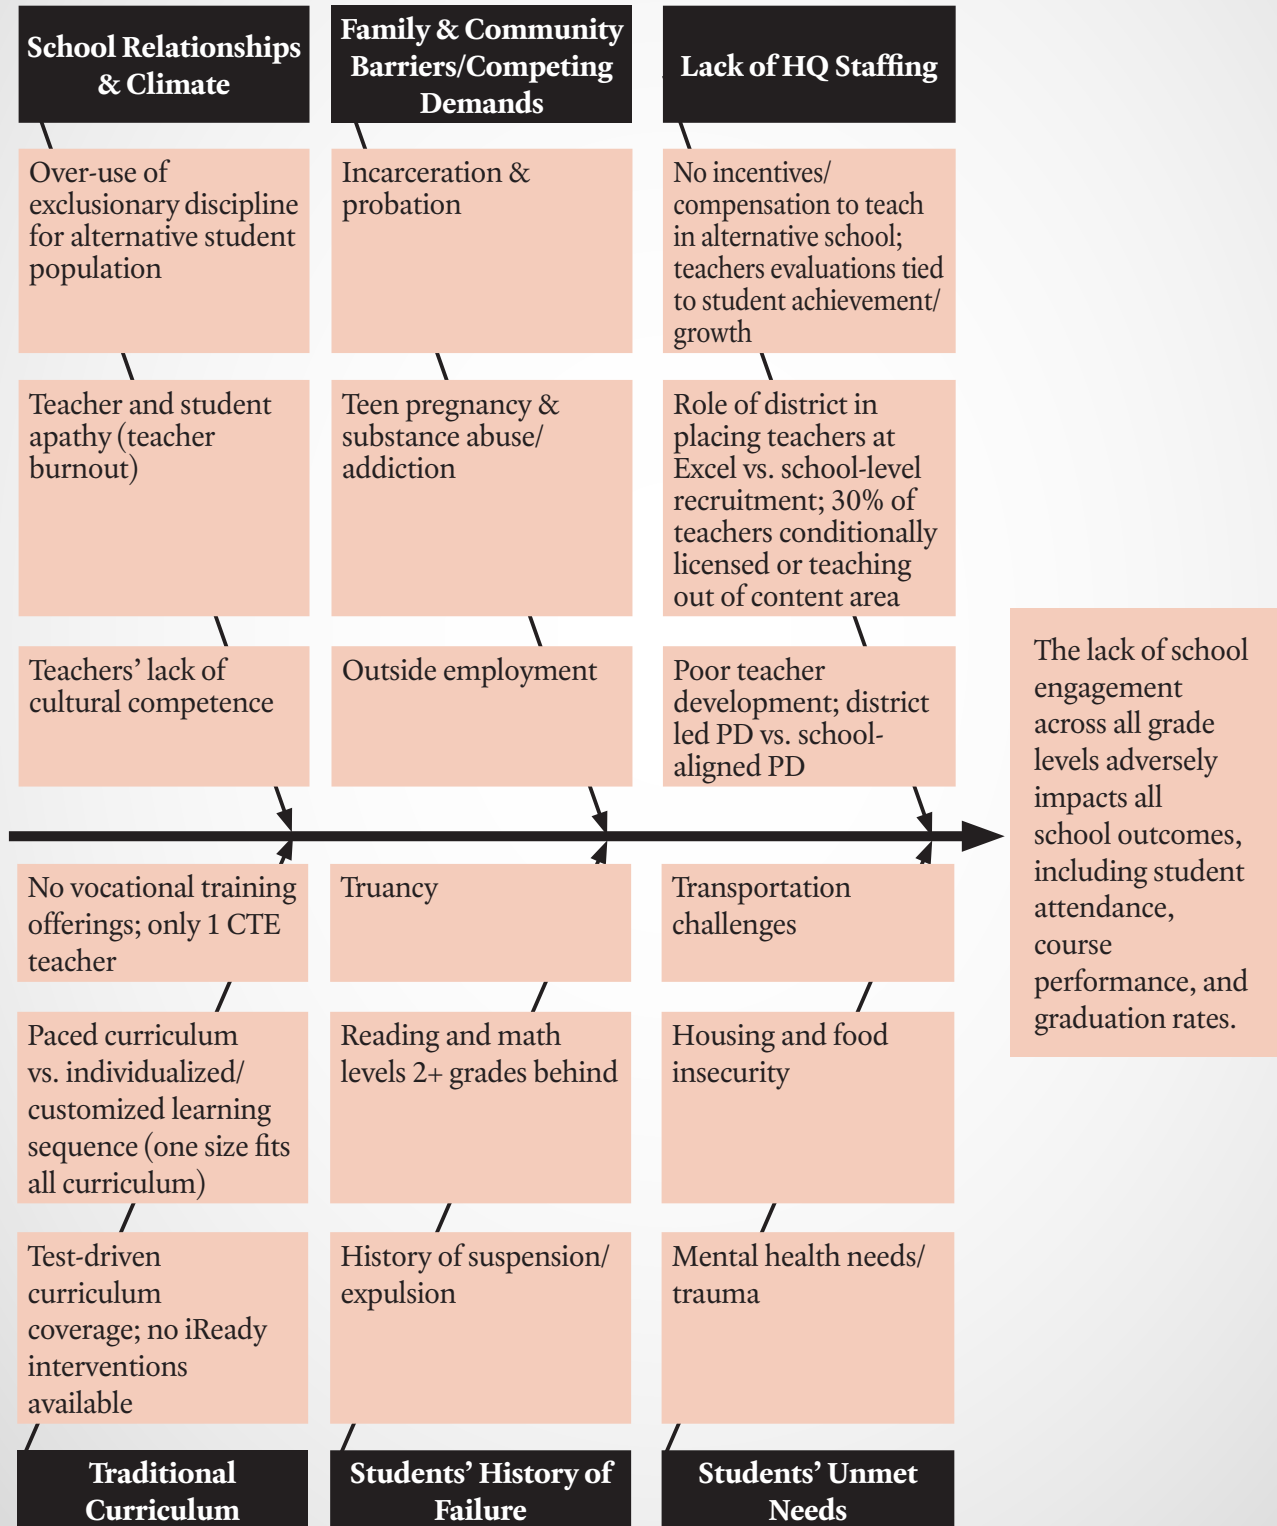 School Relationships
& Climate
Over-use of
exclusionary discipline
for alternative student
population
Teacher and student
apathy (teacher
burnout)
Teachers’ lack of
cultural competence
Family & Community
Barriers/Competing
Demands
Incarceration &
probation
Teen pregnancy &
substance abuse/
addiction
Outside employment
Lack of HQ Staffing
No incentives/
compensation to teach
in alternative school;
teachers evaluations tied
to student achievement/
growth
Role of district in
placing teachers at
Excel vs. school-level
recruitment; 30% of
teachers conditionally
licensed or teaching
out of content area
Poor teacher
development; district
led PD vs. school-
aligned PD
No vocational training
offerings; only 1 CTE
teacher
Paced curriculum
vs. individualized/
customized learning
sequence (one size fits
all curriculum)
Test-driven
curriculum
coverage; no iReady
interventions
available
Traditional
Curriculum
Truancy
Reading and math
levels 2+ grades behind
History of suspension/
expulsion
Students’ History of
Failure
Transportation
challenges
Housing and food
insecurity
Mental health needs/
trauma
Students’ Unmet
Needs
The lack of school
engagement
across all grade
levels adversely
impacts all
school outcomes,
including student
attendance,
course
performance, and
graduation rates.